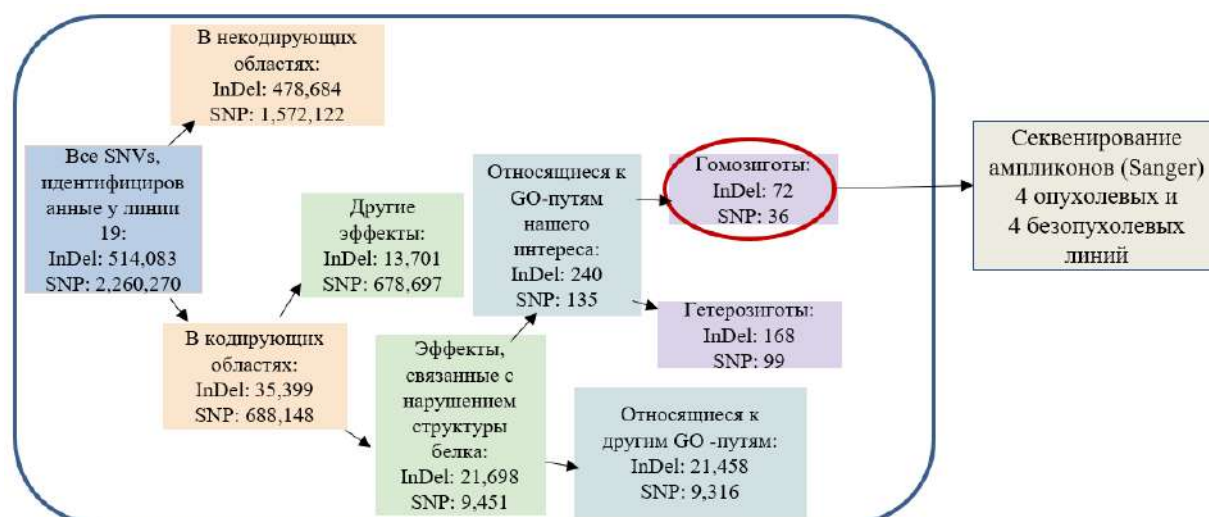 В некодирующих
областях:
InDel: 478,684
SNP: 1,572,122
Все SNVs,
идентифициров
анные у линии
19:
InDel: 514,083
SNP: 2,260,270
В кодирующих
областях:
InDel: 35,399
SNP: 688,148
Другие
эффекты:
InDel: 13,701
SNP: 678,697
Эффекты,
связанные с
нарушением
структуры
белка:
InDel: 21,698
SNP: 9,451
Относящиеся к
GO-путям
нашего
интереса:
InDel: 240
SNP: 135
Относящиеся к
другим GO -путям:
InDel: 21,458
SNP: 9,316
Гомозиготы:
InDel: 72
SNP: 36
Гетерозиготы:
InDel: 168
SNP: 99
Секвенирование
ампликонов (Sanger)
4 опухолевых и
4 безопухолевых
линий